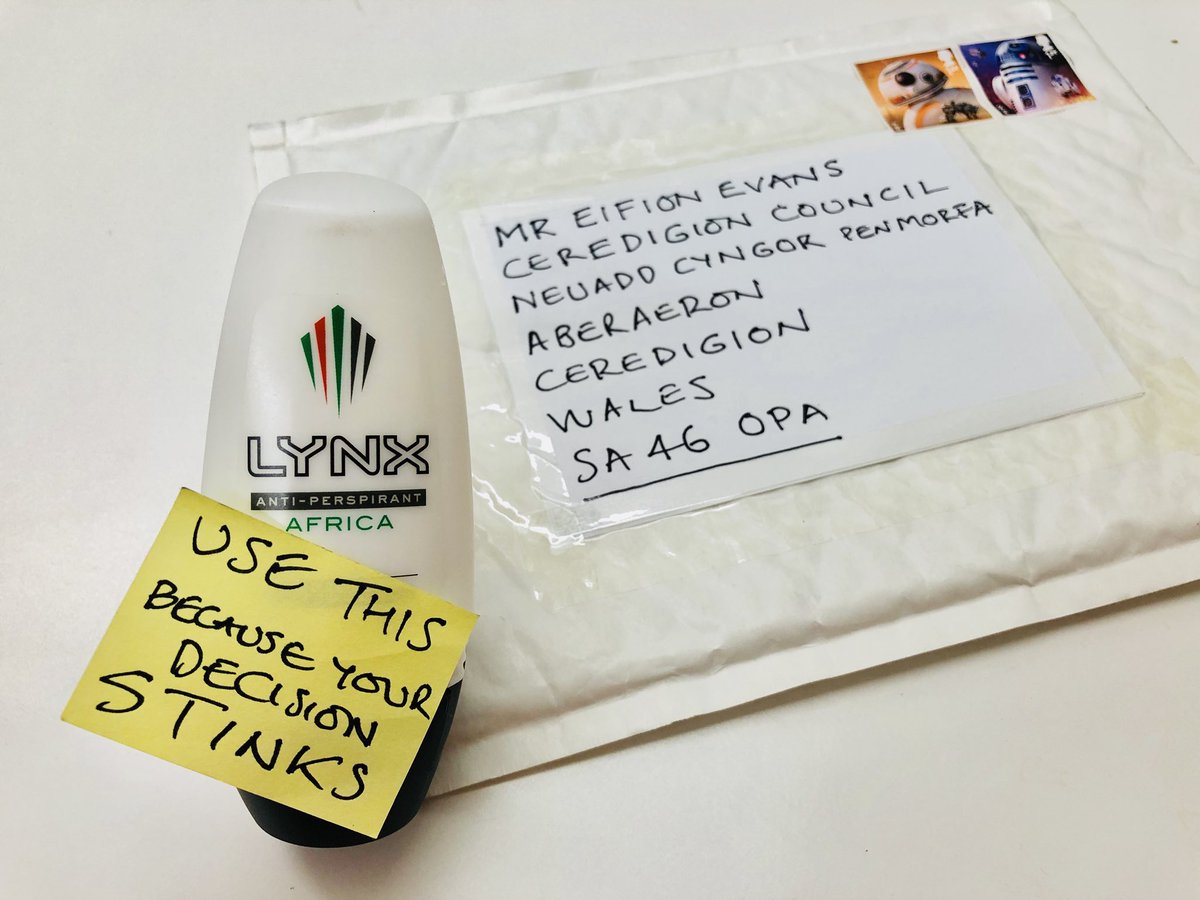 MR EIFION EVANS
CEREDIGION COUNCIL
NEUADD CYNGOR PENMORFA
ABERAERON
CEREDIGION
WALES
SA46 0PA
LYNX
ANTI-PERSPIRANT
AFRICA
USE THIS
BECAUSE YOUR
DECISION
STINKS